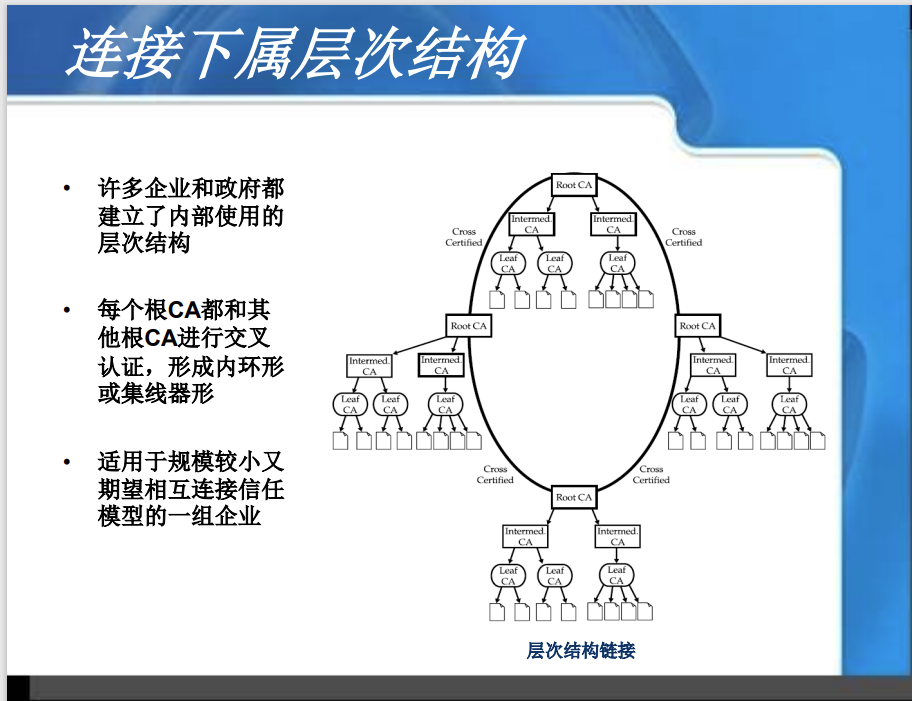 连接下属层次结构
• 许多企业和政府都
建立了内部使用的
层次结构
• 每个根CA都和其
他根CA进行交叉
认证，形成内环形
或集线器形
• 适用于规模较小又
期望相互连接信任
模型的一组企业
Root CA
Intermed.
CA
Intermed.
CA
Cross
Certified
Cross
Certified
Leaf
CA
Leaf
CA
Leaf
CA
Root CA
Root CA
Intermed.
CA
Intermed.
CA
Intermed.
CA
Intermed.
CA
Leaf
CA
Leaf
CA
Leaf
CA
Leaf
CA
Leaf
CA
Leaf
CA
Cross
Certified
Cross
Certified
Root CA
Intermed.
CA
Intermed.
CA
Leaf
CA
Leaf
CA
Leaf
CA
层次结构链接